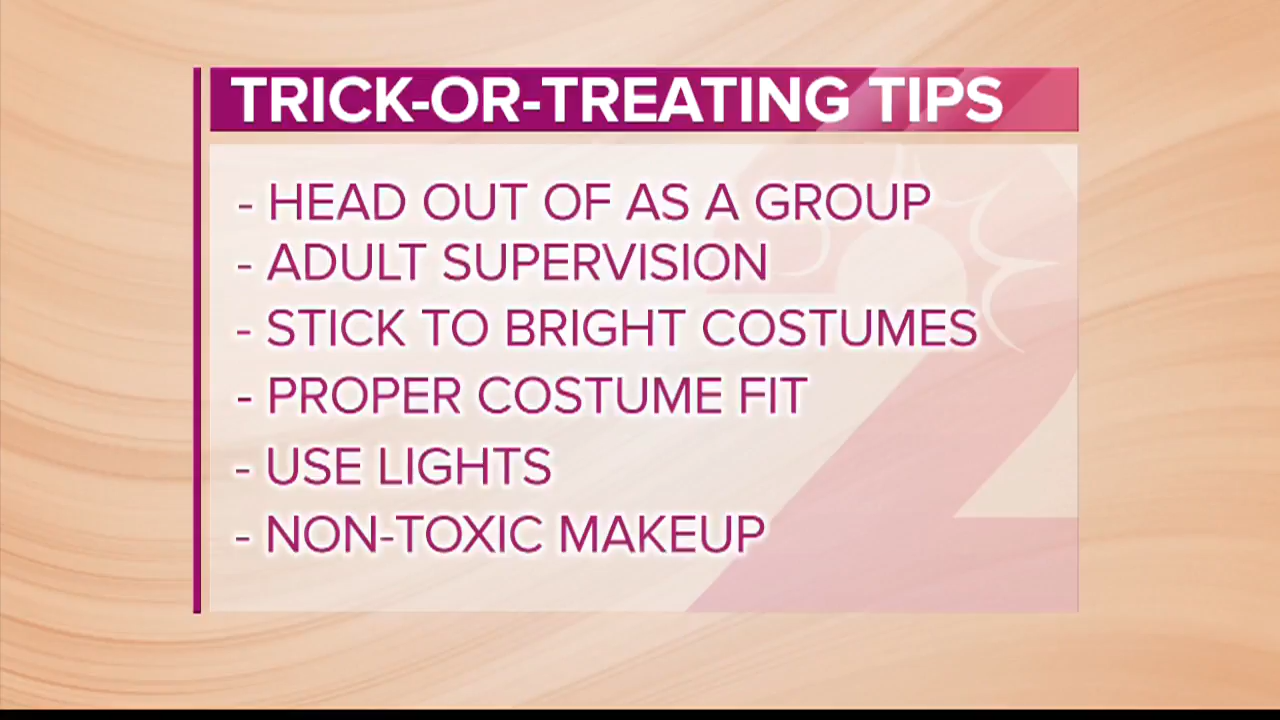 TRICK-OR-TREATING TIPS
- HEAD OUT OF AS A GROUP
- ADULT SUPERVISION
- STICK TO BRIGHT COSTUMES
- PROPER COSTUME FIT
- USE LIGHTS
- NON-TOXIC MAKEUP
2